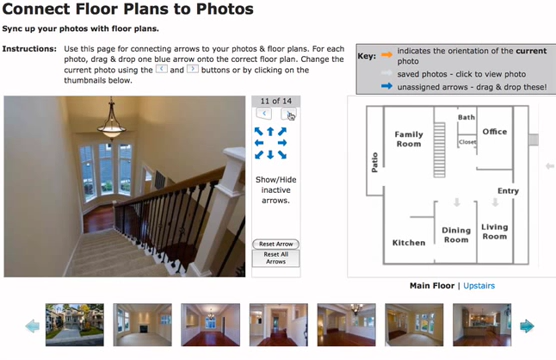 Connect Floor Plans to Photos
Sync up your photos with floor plans.
Instructions: Use this page for connecting arrows to your photos & floor plans. For each
photo, drag & drop one blue arrow onto the correct floor plan. Change the
current photo using the < and > buttons or by clicking on the
thumbnails below.
Key:
indicates the orientation of the current
photo
saved photos - click to view photo
unassigned arrows - drag & drop these!
11 of 14
Show/Hide
inactive
arrows.
Reset Arrow
Reset All
Arrows
Family
Room
Bath
Closet
Office
Patio
Entry
Kitchen
Dining
Room
Living
Room
Main Floor | Upstairs